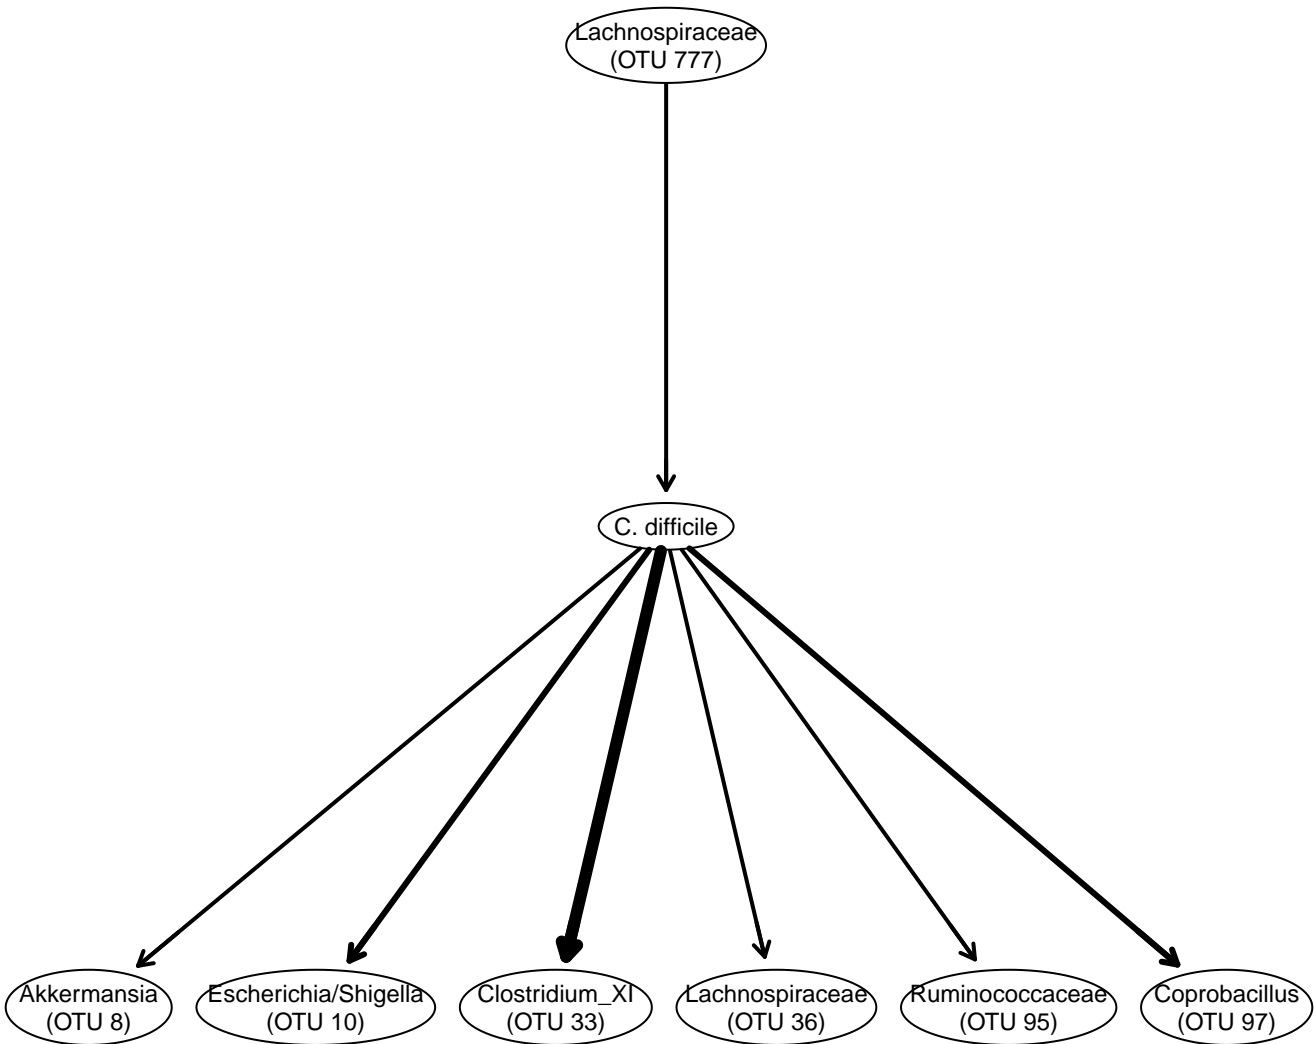 Lachnospiraceae
(OTU 777)
C. difficile
Akkermansia
(OTU 8)
Escherichia/Shigella
(OTU 10)
Clostridium_XI
(OTU 33)
Lachnospiraceae
(OTU 36)
Ruminococcaceae
(OTU 95)
Coprobacillus
(OTU 97)